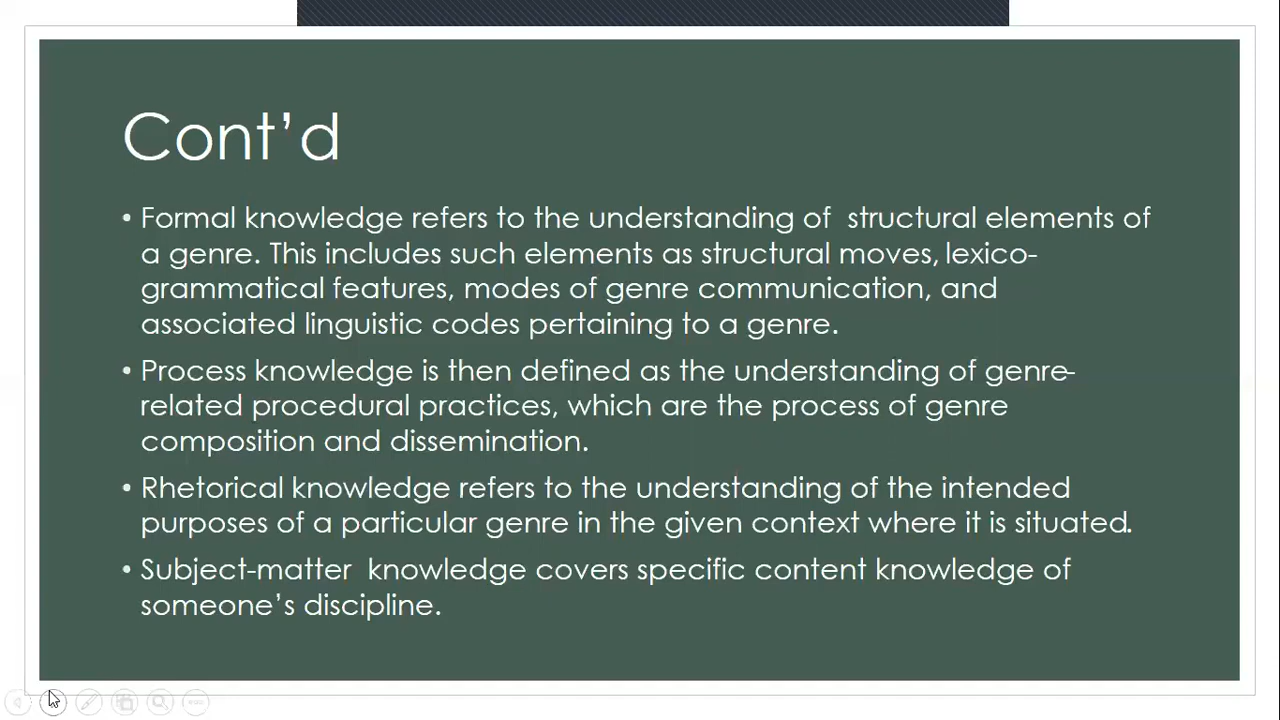 Cont’d
• Formal knowledge refers to the understanding of  structural elements of
a genre. This includes such elements as structural moves, lexico-
grammatical features, modes of genre communication, and
associated linguistic codes pertaining to a genre.
• Process knowledge is then defined as the understanding of genre-
related procedural practices, which are the process of genre
composition and dissemination.
• Rhetorical knowledge refers to the understanding of the intended
purposes of a particular genre in the given context where it is situated.
• Subject-matter  knowledge covers specific content knowledge of
someone’s discipline.